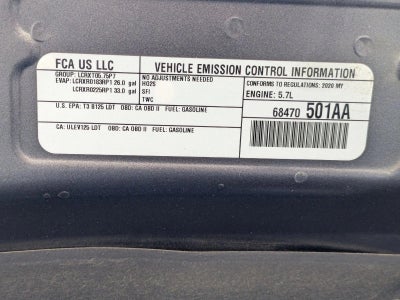 FCA US LLC
VEHICLE EMISSION CONTROL INFORMATION
GROUP: LCRXT05.75P7
EVAP: LCRXR0183RP1 26.0 gal
LCRXR0225RP1 33.0 gal
NO ADJUSTMENTS NEEDED
HO2S
SFI
TWC
CONFORMS TO REGULATIONS: 2020 MY
ENGINE: 5.7L
U.S. EPA: T3 B125 LDT OBD: CA OBD II FUEL: GASOLINE
68470 501AA
CA: ULEV125 LDT OBD: CA OBD II FUEL: GASOLINE